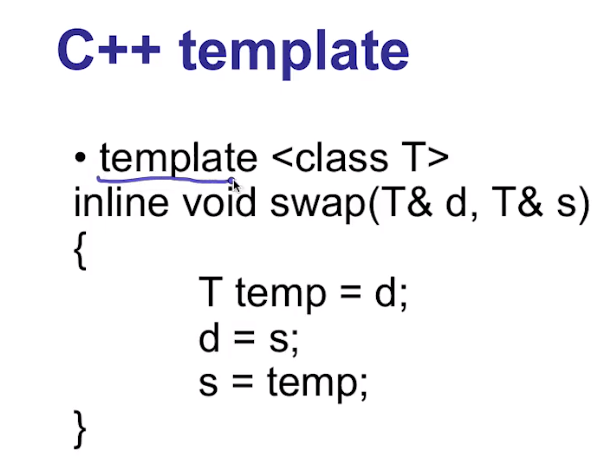 C++ template
• template <class T>
inline void swap(T& d, T& s)
{
T temp = d;
d = s;
s = temp;
}